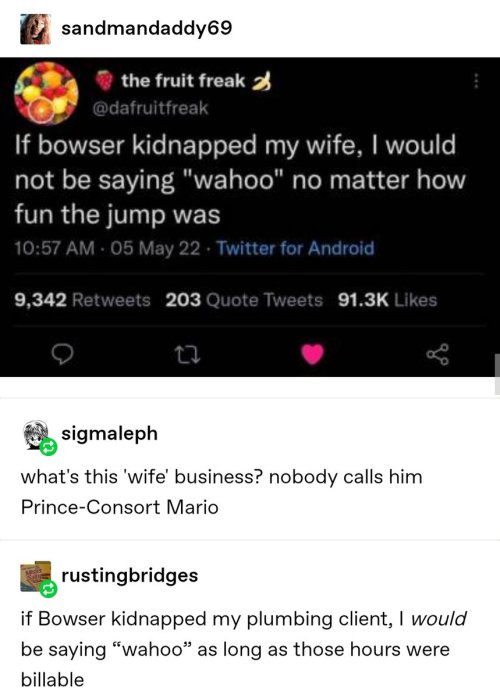 sandmandaddy69
the fruit freak
@dafruitfreak
If bowser kidnapped my wife, I would
not be saying "wahoo" no matter how
fun the jump was
10:57 AM · 05 May 22 · Twitter for Android
9,342 Retweets 203 Quote Tweets 91.3K Likes
sigmaleph
what's this 'wife' business? nobody calls him
Prince-Consort Mario
rustingbridges
if Bowser kidnapped my plumbing client, I would
be saying “wahoo” as long as those hours were
billable